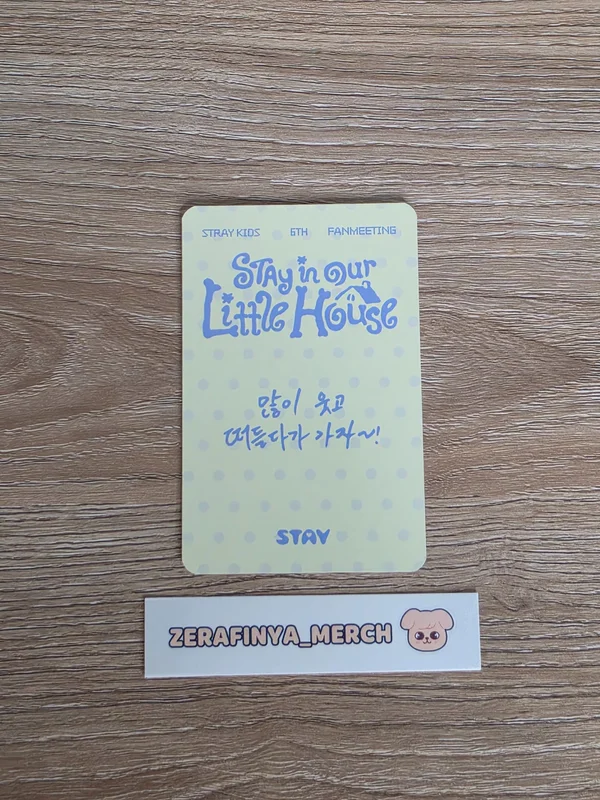 STRAY KIDS 5TH FANMEETING
STAY in our
Little House
많이 웃고
떠들다가 가자~!
STAY
ZERAFINYA_MERCH